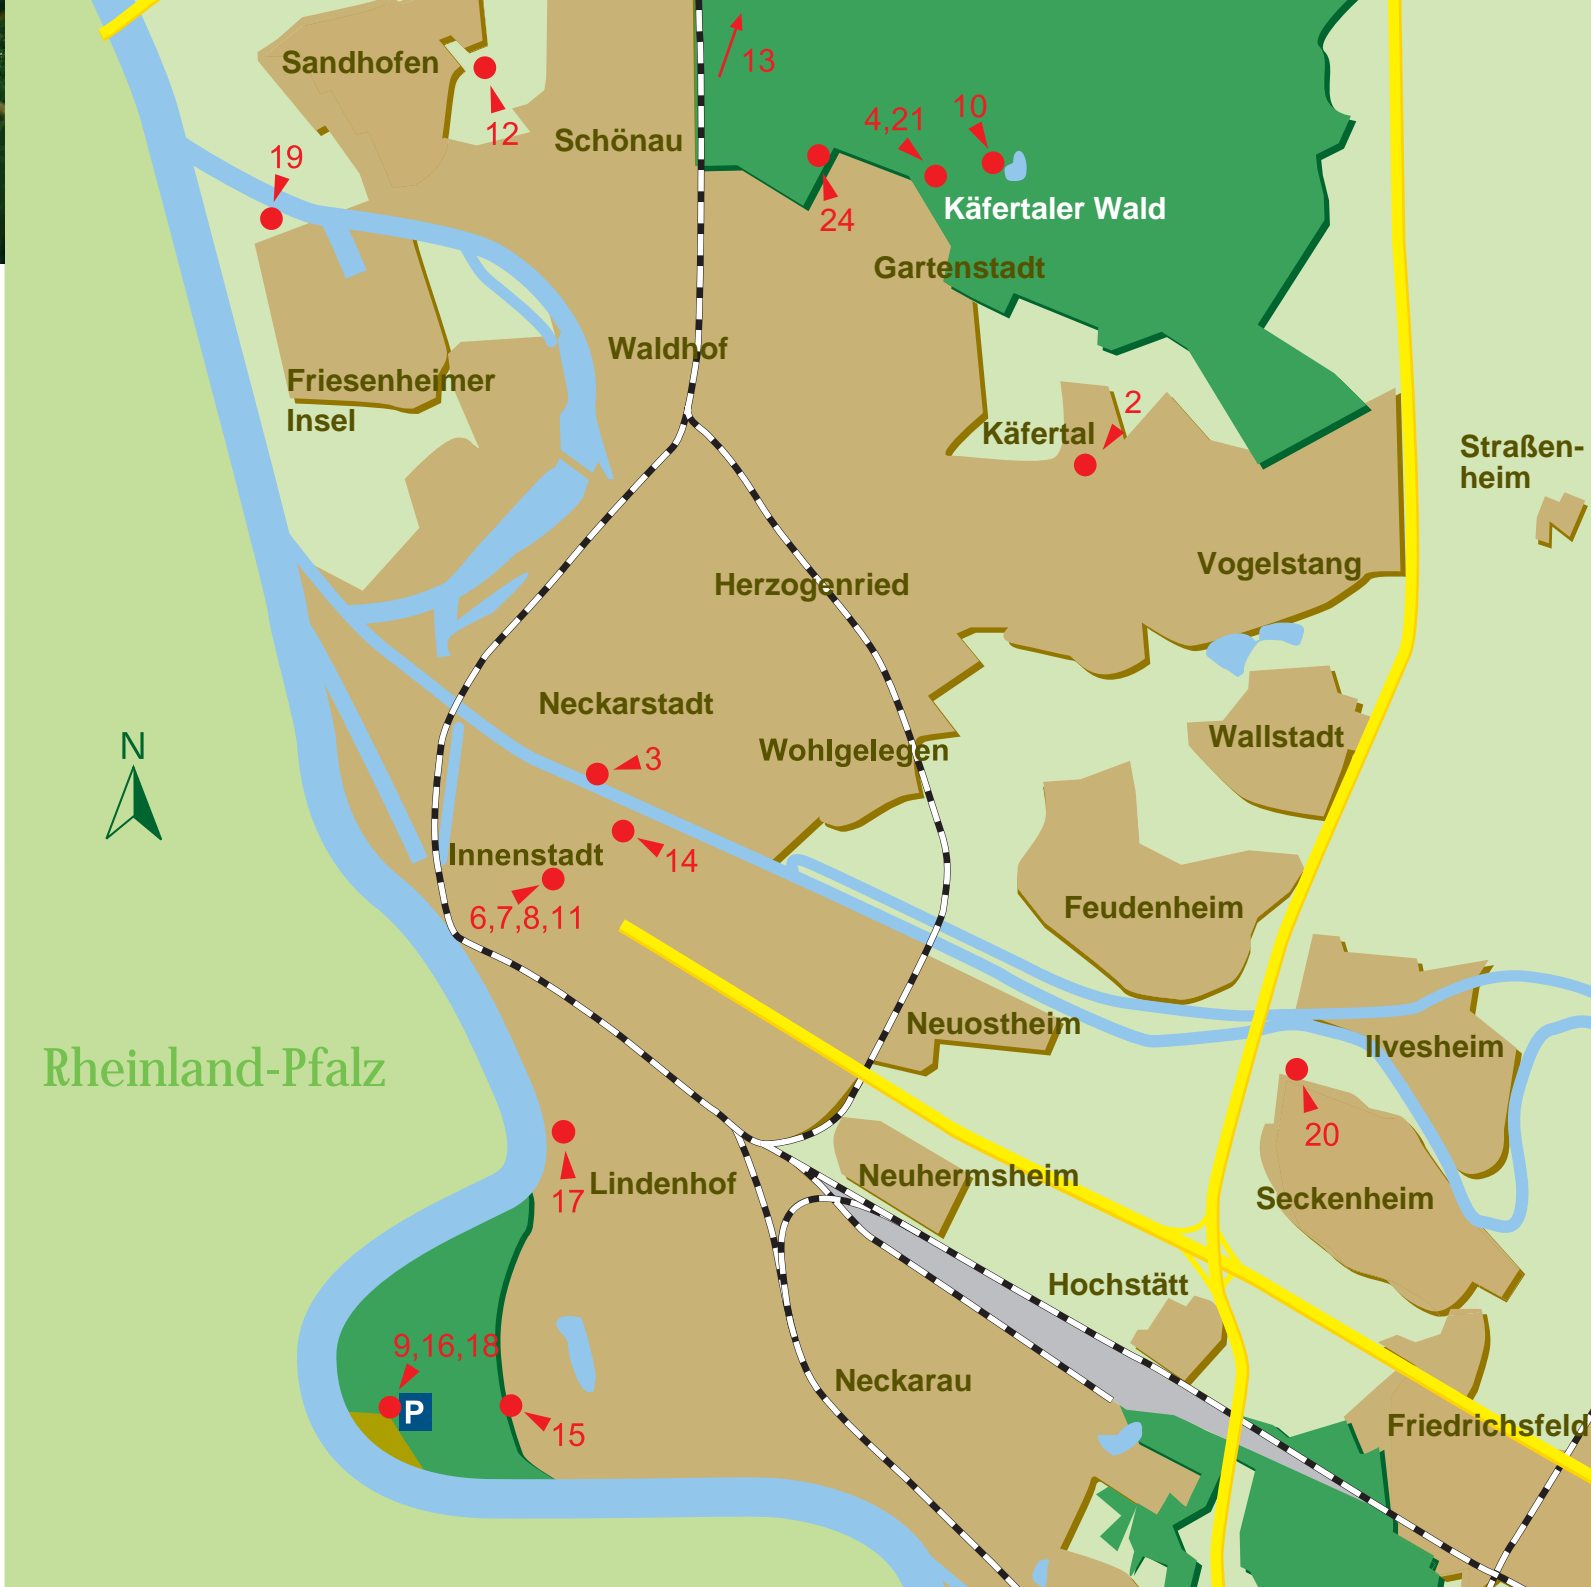 13
Sandhofen
10
4,21
12
Schönau
19
Käfertaler Wald
24
Gartenstadt
Waldhof
Friesenheimer
Insel
2
Käfertal
Straßen-
heim
Vogelstang
Herzogenried
Neckarstadt
N
Wallstadt
Wohlgelegen
3
Innenstadt
14
Feudenheim
6,7,8,11
Neuostheim
Ilvesheim
Rheinland-Pfalz
20
Neuhermsheim
Lindenhof
17
Seckenheim
Hochstätt
9,16,18
Neckarau
P
15
Friedrichsfeld